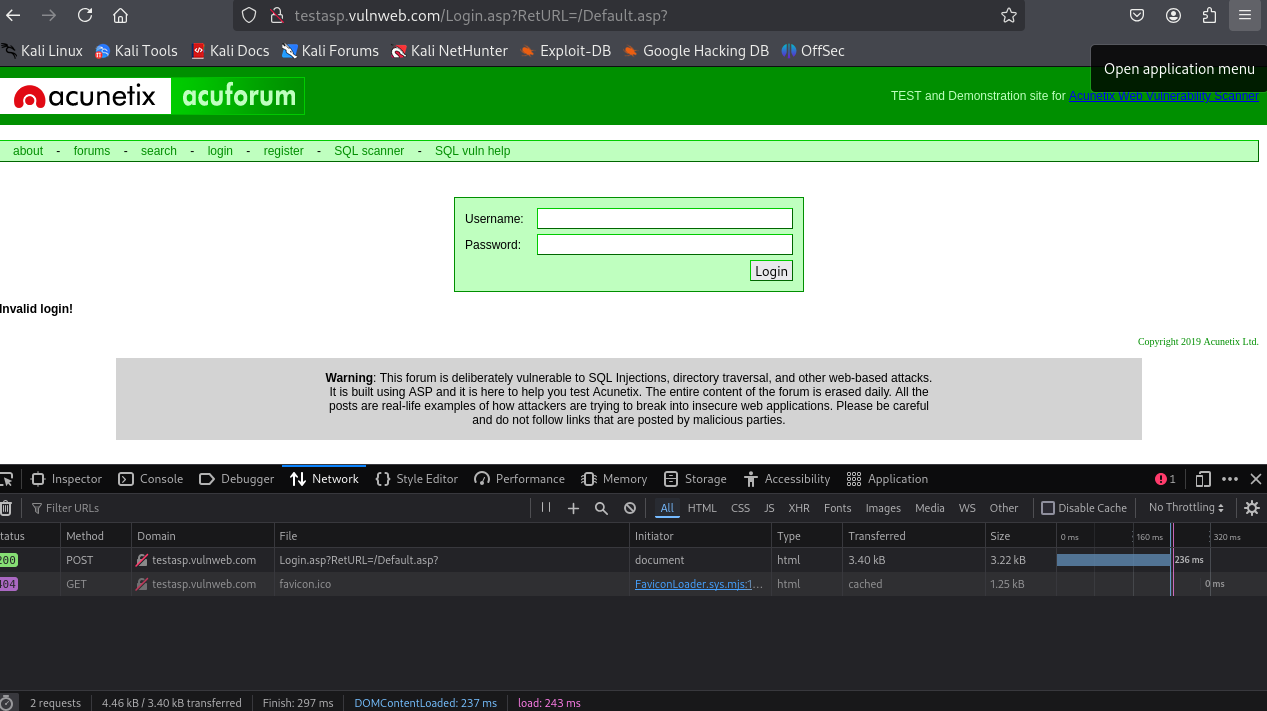 testasp.vulnweb.com/Login.asp?RetURL=/Default.asp?
Kali Linux Kali Tools Kali Docs Kali Forums Kali NetHunter Exploit-DB Google Hacking DB OffSec
Open application menu
acunetix acuforum
TEST and Demonstration site for Acunetix Web Vulnerability Scanner
about - forums - search - login - register - SQL scanner - SQL vuln help
Username:
Password:
Login
Invalid login!
Copyright 2019 Acunetix Ltd.
Warning: This forum is deliberately vulnerable to SQL Injections, directory traversal, and other web-based attacks.
It is built using ASP and it is here to help you test Acunetix. The entire content of the forum is erased daily. All the
posts are real-life examples of how attackers are trying to break into insecure web applications. Please be careful
and do not follow links that are posted by malicious parties.
Inspector Console Debugger Network Style Editor Performance Memory Storage Accessibility Application 1
Filter URLs All HTML CSS JS XHR Fonts Images Media WS Other Disable Cache No Throttling
tatus Method Domain File Initiator Type Transferred Size 0 ms 160 ms 320 ms
200 POST testasp.vulnweb.com Login.asp?RetURL=/Default.asp? document html 3.40 kB 3.22 kB 236 ms
404 GET testasp.vulnweb.com favicon.ico FaviconLoader.sys.mjs:1... html cached 1.25 kB 0 ms
2 requests 4.46 kB / 3.40 kB transferred Finish: 297 ms DOMContentLoaded: 237 ms load: 243 ms